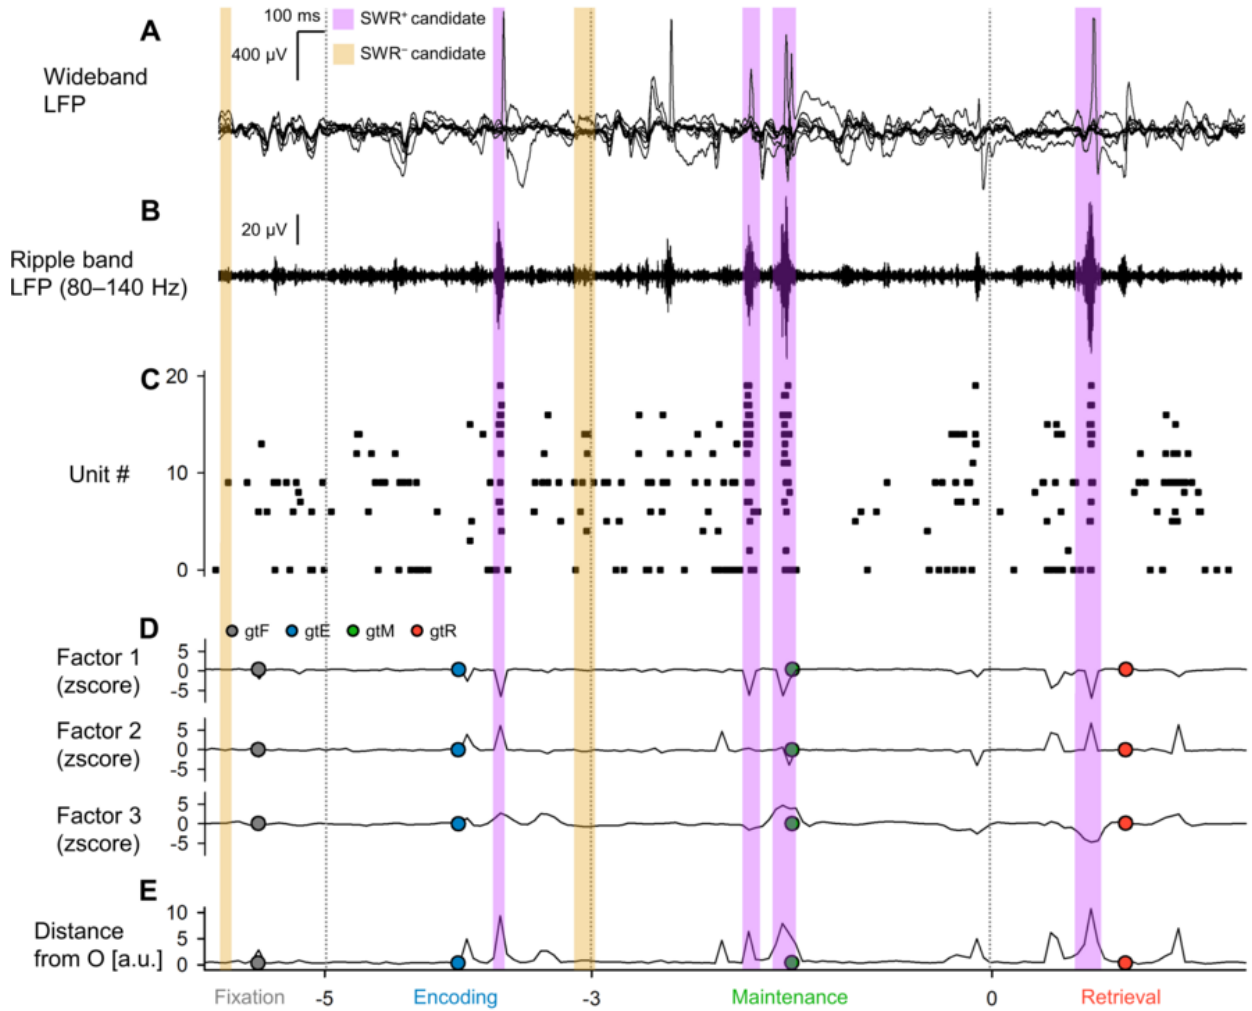 A
100 ms
400 µV
SWR⁺ candidate
SWR⁻ candidate
Wideband
LFP
B
20 µV
Ripple band
LFP (80–140 Hz)
C
20
10
0
Unit #
D
gtF
gtE
gtM
gtR
Factor 1
(zscore)
5
0
-5
Factor 2
(zscore)
5
0
-5
Factor 3
(zscore)
5
0
-5
E
Distance
from O [a.u.]
10
5
0
Fixation
-5
Encoding
-3
Maintenance
0
Retrieval